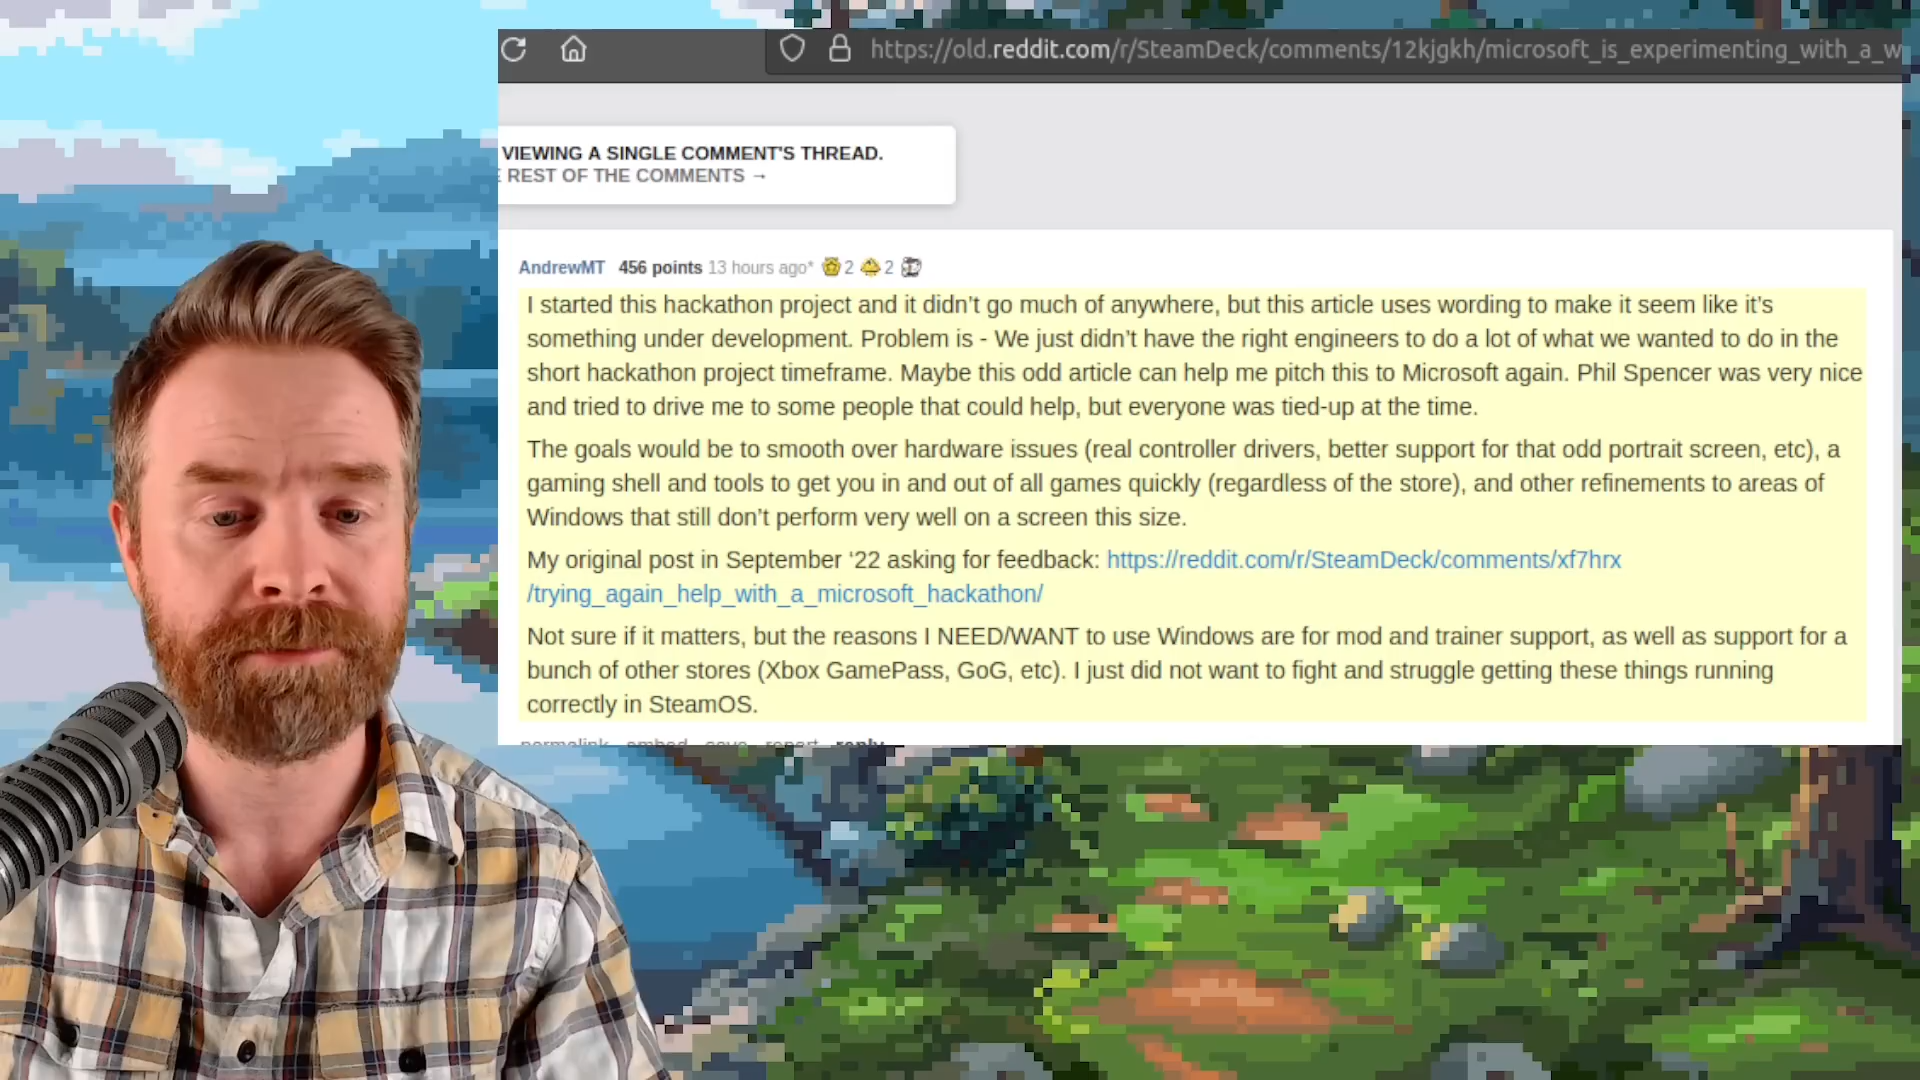 https://old.reddit.com/r/SteamDeck/comments/12kjgkh/microsoft_is_experimenting_with_a_w
VIEWING A SINGLE COMMENT'S THREAD.
REST OF THE COMMENTS →
AndrewMT 456 points 13 hours ago* 2 2
I started this hackathon project and it didn’t go much of anywhere, but this article uses wording to make it seem like it’s
something under development. Problem is - We just didn’t have the right engineers to do a lot of what we wanted to do in the
short hackathon project timeframe. Maybe this odd article can help me pitch this to Microsoft again. Phil Spencer was very nice
and tried to drive me to some people that could help, but everyone was tied-up at the time.
The goals would be to smooth over hardware issues (real controller drivers, better support for that odd portrait screen, etc), a
gaming shell and tools to get you in and out of all games quickly (regardless of the store), and other refinements to areas of
Windows that still don’t perform very well on a screen this size.
My original post in September ‘22 asking for feedback: https://reddit.com/r/SteamDeck/comments/xf7hrx
/trying_again_help_with_a_microsoft_hackathon/
Not sure if it matters, but the reasons I NEED/WANT to use Windows are for mod and trainer support, as well as support for a
bunch of other stores (Xbox GamePass, GoG, etc). I just did not want to fight and struggle getting these things running
correctly in SteamOS.
permalink embed save report reply